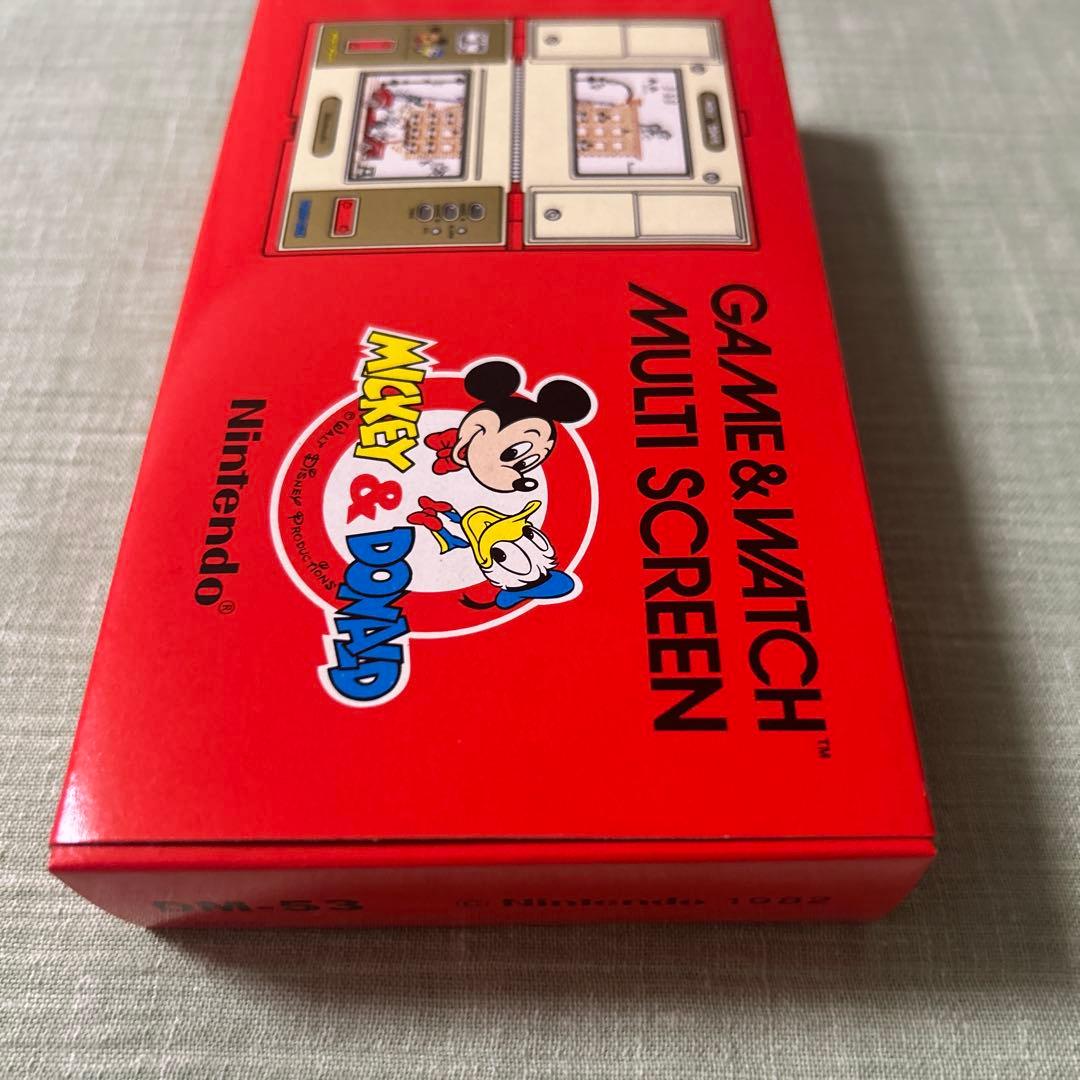 GAME & WATCH™
MULTI SCREEN
MICKEY & DONALD
© WALT DISNEY PRODUCTIONS
Nintendo®
DM-53
© Nintendo 1982